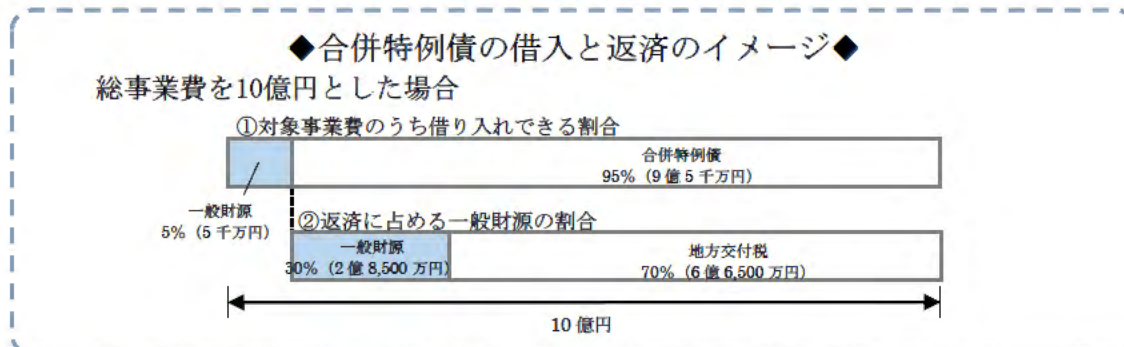 ◆合併特例債の借入と返済のイメージ◆
総事業費を10億円とした場合
①対象事業費のうち借り入れできる割合
合併特例債
95%（9億5千万円）
一般財源
5%（5千万円）
②返済に占める一般財源の割合
一般財源
30%（2億8,500万円）
地方交付税
70%（6億6,500万円）
10億円